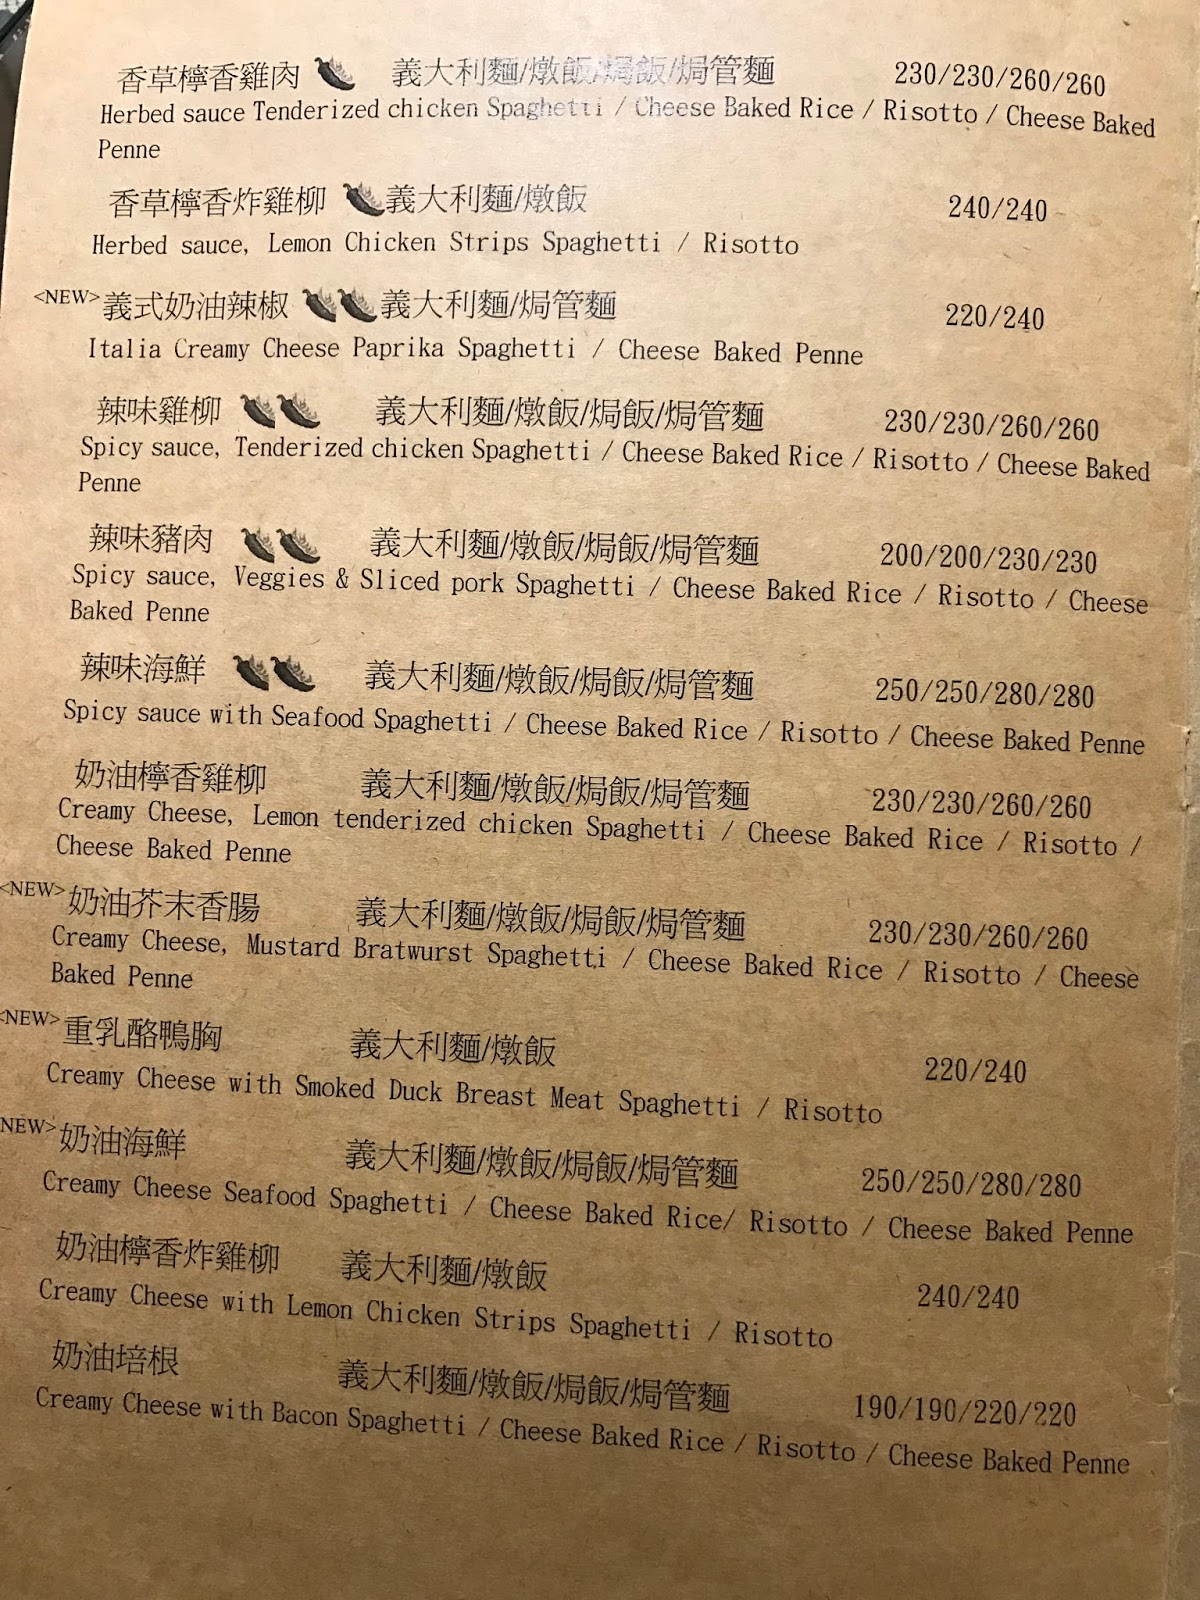 香草檸香雞肉 義大利麵/燉飯/焗飯/焗管麵 230/230/260/260
Herbed sauce Tenderized chicken Spaghetti / Cheese Baked Rice / Risotto / Cheese Baked
Penne
香草檸香炸雞柳 義大利麵/燉飯 240/240
Herbed sauce, Lemon Chicken Strips Spaghetti / Risotto
<NEW>義式奶油辣椒 義大利麵/焗管麵 220/240
Italia Creamy Cheese Paprika Spaghetti / Cheese Baked Penne
辣味雞柳 義大利麵/燉飯/焗飯/焗管麵 230/230/260/260
Spicy sauce, Tenderized chicken Spaghetti / Cheese Baked Rice / Risotto / Cheese Baked
Penne
辣味豬肉 義大利麵/燉飯/焗飯/焗管麵 200/200/230/230
Spicy sauce, Veggies & Sliced pork Spaghetti / Cheese Baked Rice / Risotto / Cheese
Baked Penne
辣味海鮮 義大利麵/燉飯/焗飯/焗管麵 250/250/280/280
Spicy sauce with Seafood Spaghetti / Cheese Baked Rice / Risotto / Cheese Baked Penne
奶油檸香雞柳 義大利麵/燉飯/焗飯/焗管麵 230/230/260/260
Creamy Cheese, Lemon tenderized chicken Spaghetti / Cheese Baked Rice / Risotto /
Cheese Baked Penne
<NEW>奶油芥末香腸 義大利麵/燉飯/焗飯/焗管麵 230/230/260/260
Creamy Cheese, Mustard Bratwurst Spaghetti / Cheese Baked Rice / Risotto / Cheese
Baked Penne
<NEW>重乳酪鴨胸 義大利麵/燉飯 220/240
Creamy Cheese with Smoked Duck Breast Meat Spaghetti / Risotto
NEW>奶油海鮮 義大利麵/燉飯/焗飯/焗管麵 250/250/280/280
Creamy Cheese Seafood Spaghetti / Cheese Baked Rice/ Risotto / Cheese Baked Penne
奶油檸香炸雞柳 義大利麵/燉飯 240/240
Creamy Cheese with Lemon Chicken Strips Spaghetti / Risotto
奶油培根 義大利麵/燉飯/焗飯/焗管麵 190/190/220/220
Creamy Cheese with Bacon Spaghetti / Cheese Baked Rice / Risotto / Cheese Baked Penne